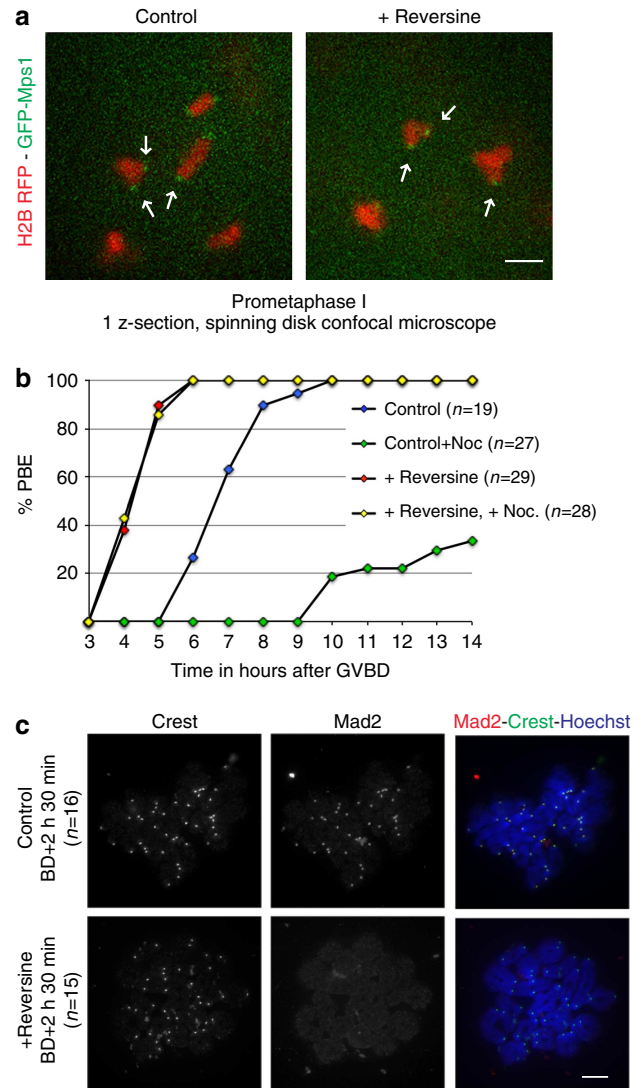 a
Control
+ Reversine
H2B RFP - GFP-Mps1
Prometaphase I
1 z-section, spinning disk confocal microscope
b
% PBE
100
80
60
40
20
Control (n=19)
Control+Noc (n=27)
+ Reversine (n=29)
+ Reversine, + Noc. (n=28)
3 4 5 6 7 8 9 10 11 12 13 14
Time in hours after GVBD
c
Crest
Mad2
Mad2-Crest-Hoechst
Control
BD+2 h 30 min
(n=16)
+Reversine
BD+2 h 30 min
(n=15)